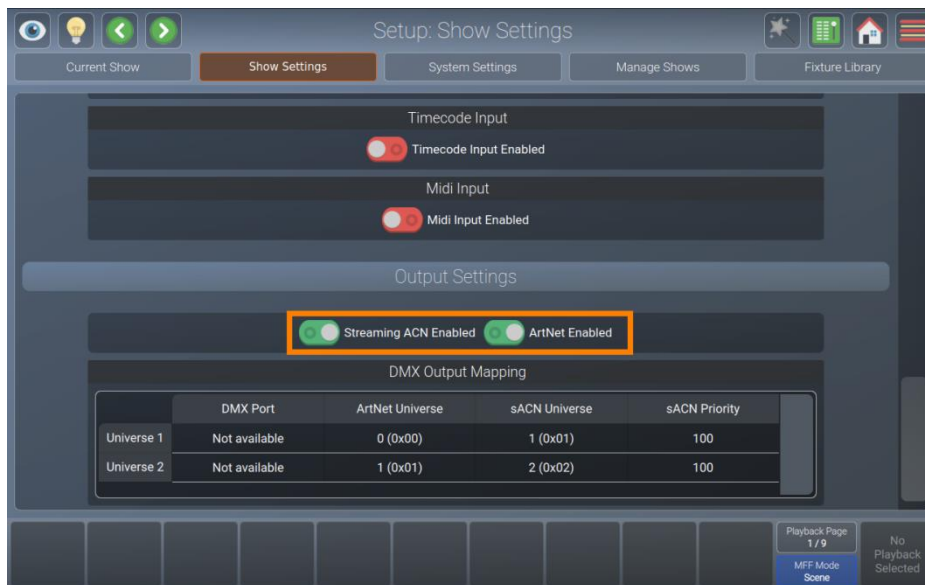 Setup: Show Settings
Current Show
Show Settings
System Settings
Manage Shows
Fixture Library
Timecode Input
Timecode Input Enabled
Midi Input
Midi Input Enabled
Output Settings
Streaming ACN Enabled
ArtNet Enabled
DMX Output Mapping
DMX Port ArtNet Universe sACN Universe sACN Priority
Universe 1 Not available 0 (0x00) 1 (0x01) 100
Universe 2 Not available 1 (0x01) 2 (0x02) 100
Playback Page
1 / 9
MFF Mode
Scene
No
Playback
Selected